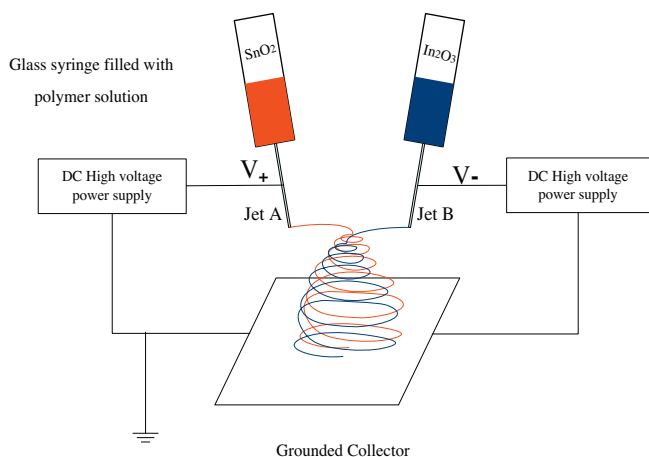 SnO2
In2O3
Glass syringe filled with
polymer solution
V+
V-
DC High voltage
power supply
DC High voltage
power supply
Jet A
Jet B
Grounded Collector